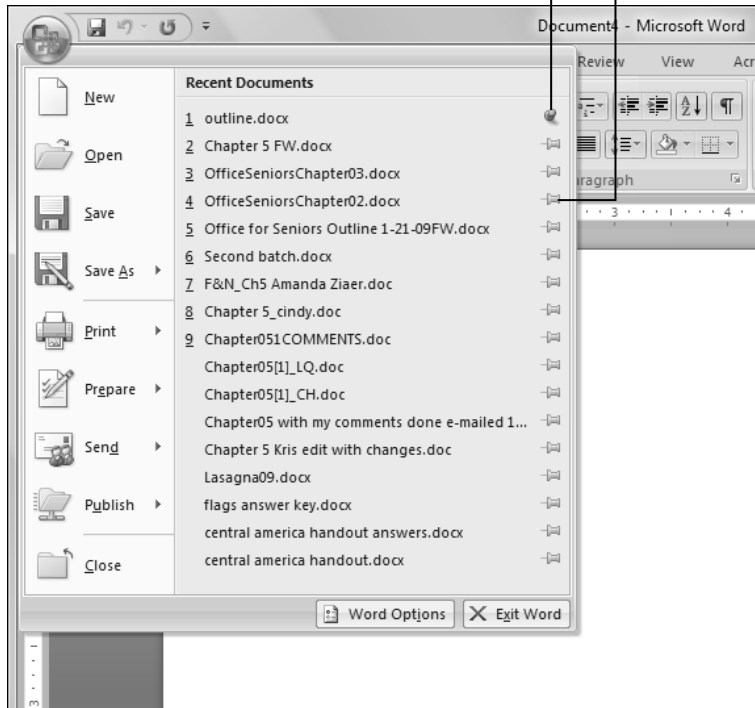 Document4 - Microsoft Word
Review View Acr
aragraph
3 4
Recent Documents
New
Open
Save
Save As
Print
Prepare
Send
Publish
Close
1 outline.docx
2 Chapter 5 FW.docx
3 OfficeSeniorsChapter03.docx
4 OfficeSeniorsChapter02.docx
5 Office for Seniors Outline 1-21-09FW.docx
6 Second batch.docx
7 F&N_Ch5 Amanda Ziaer.doc
8 Chapter 5_cindy.doc
9 Chapter051COMMENTS.doc
Chapter05[1]_LQ.doc
Chapter05[1]_CH.doc
Chapter05 with my comments done e-mailed 1...
Chapter 5 Kris edit with changes.doc
Lasagna09.docx
flags answer key.docx
central america handout answers.docx
central america handout.docx
Word Options
Exit Word
3